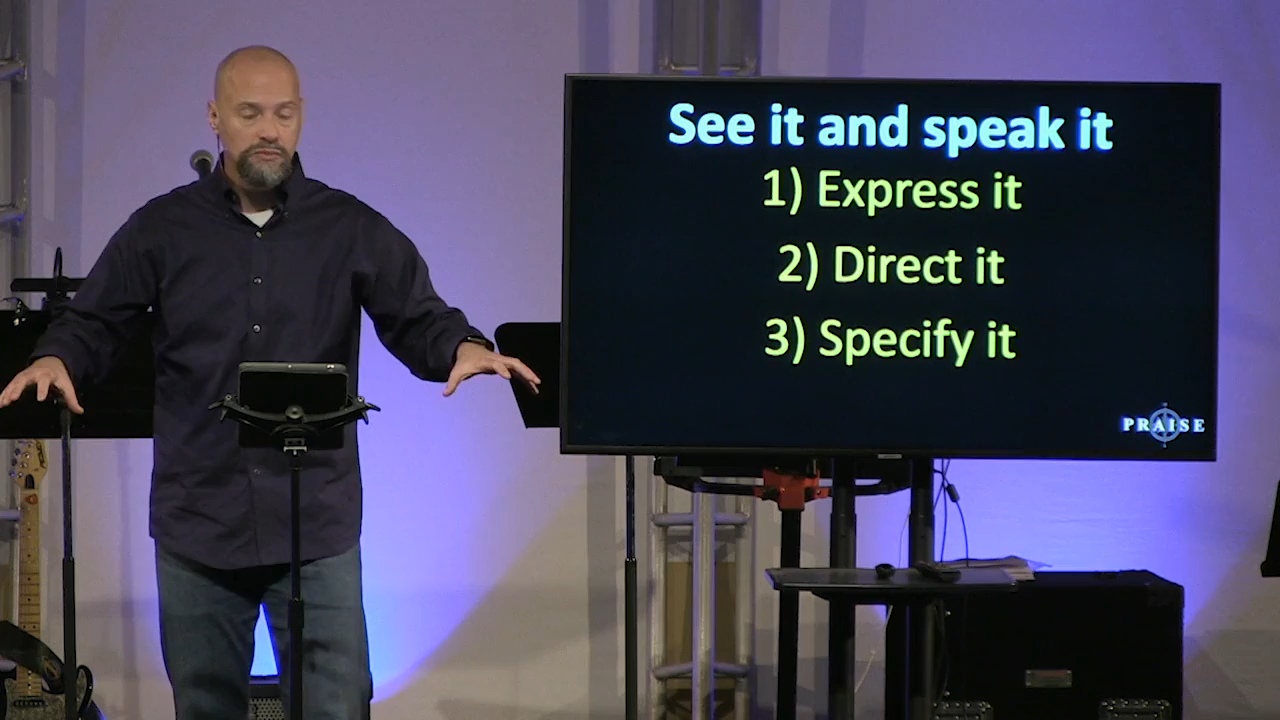 See it and speak it
1) Express it
2) Direct it
3) Specify it
PRAISE